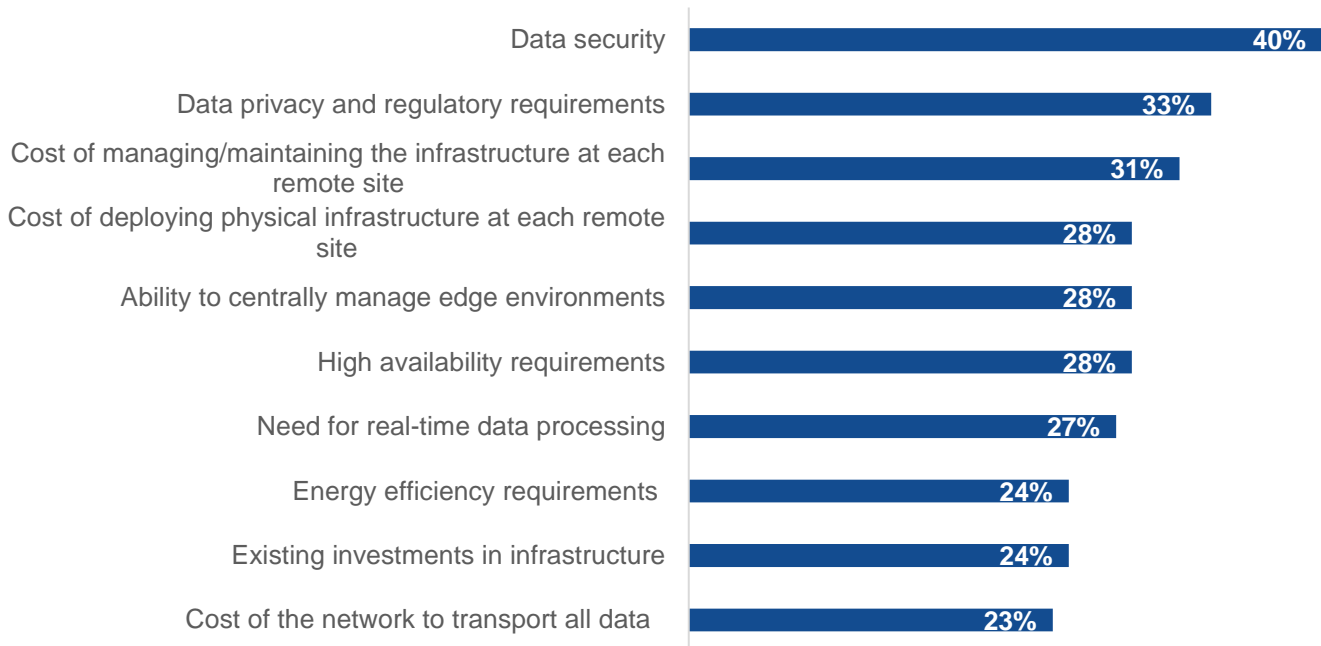 Data security
40%
Data privacy and regulatory requirements
33%
Cost of managing/maintaining the infrastructure at each
remote site
31%
Cost of deploying physical infrastructure at each remote
site
28%
Ability to centrally manage edge environments
28%
High availability requirements
28%
Need for real-time data processing
27%
Energy efficiency requirements
24%
Existing investments in infrastructure
24%
Cost of the network to transport all data
23%